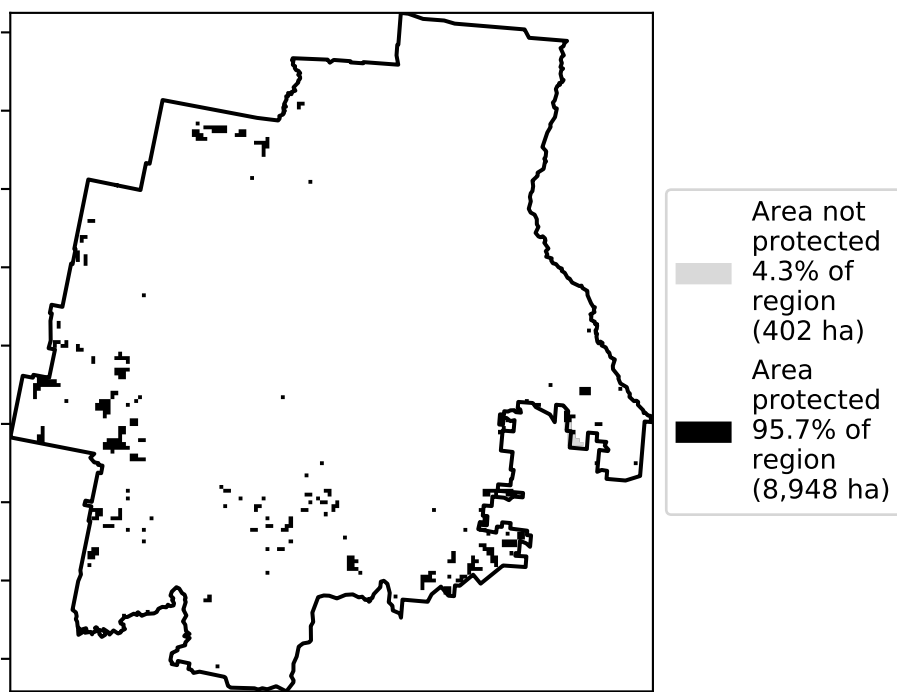 Area not
protected
4.3% of
region
(402 ha)
Area
protected
95.7% of
region
(8,948 ha)